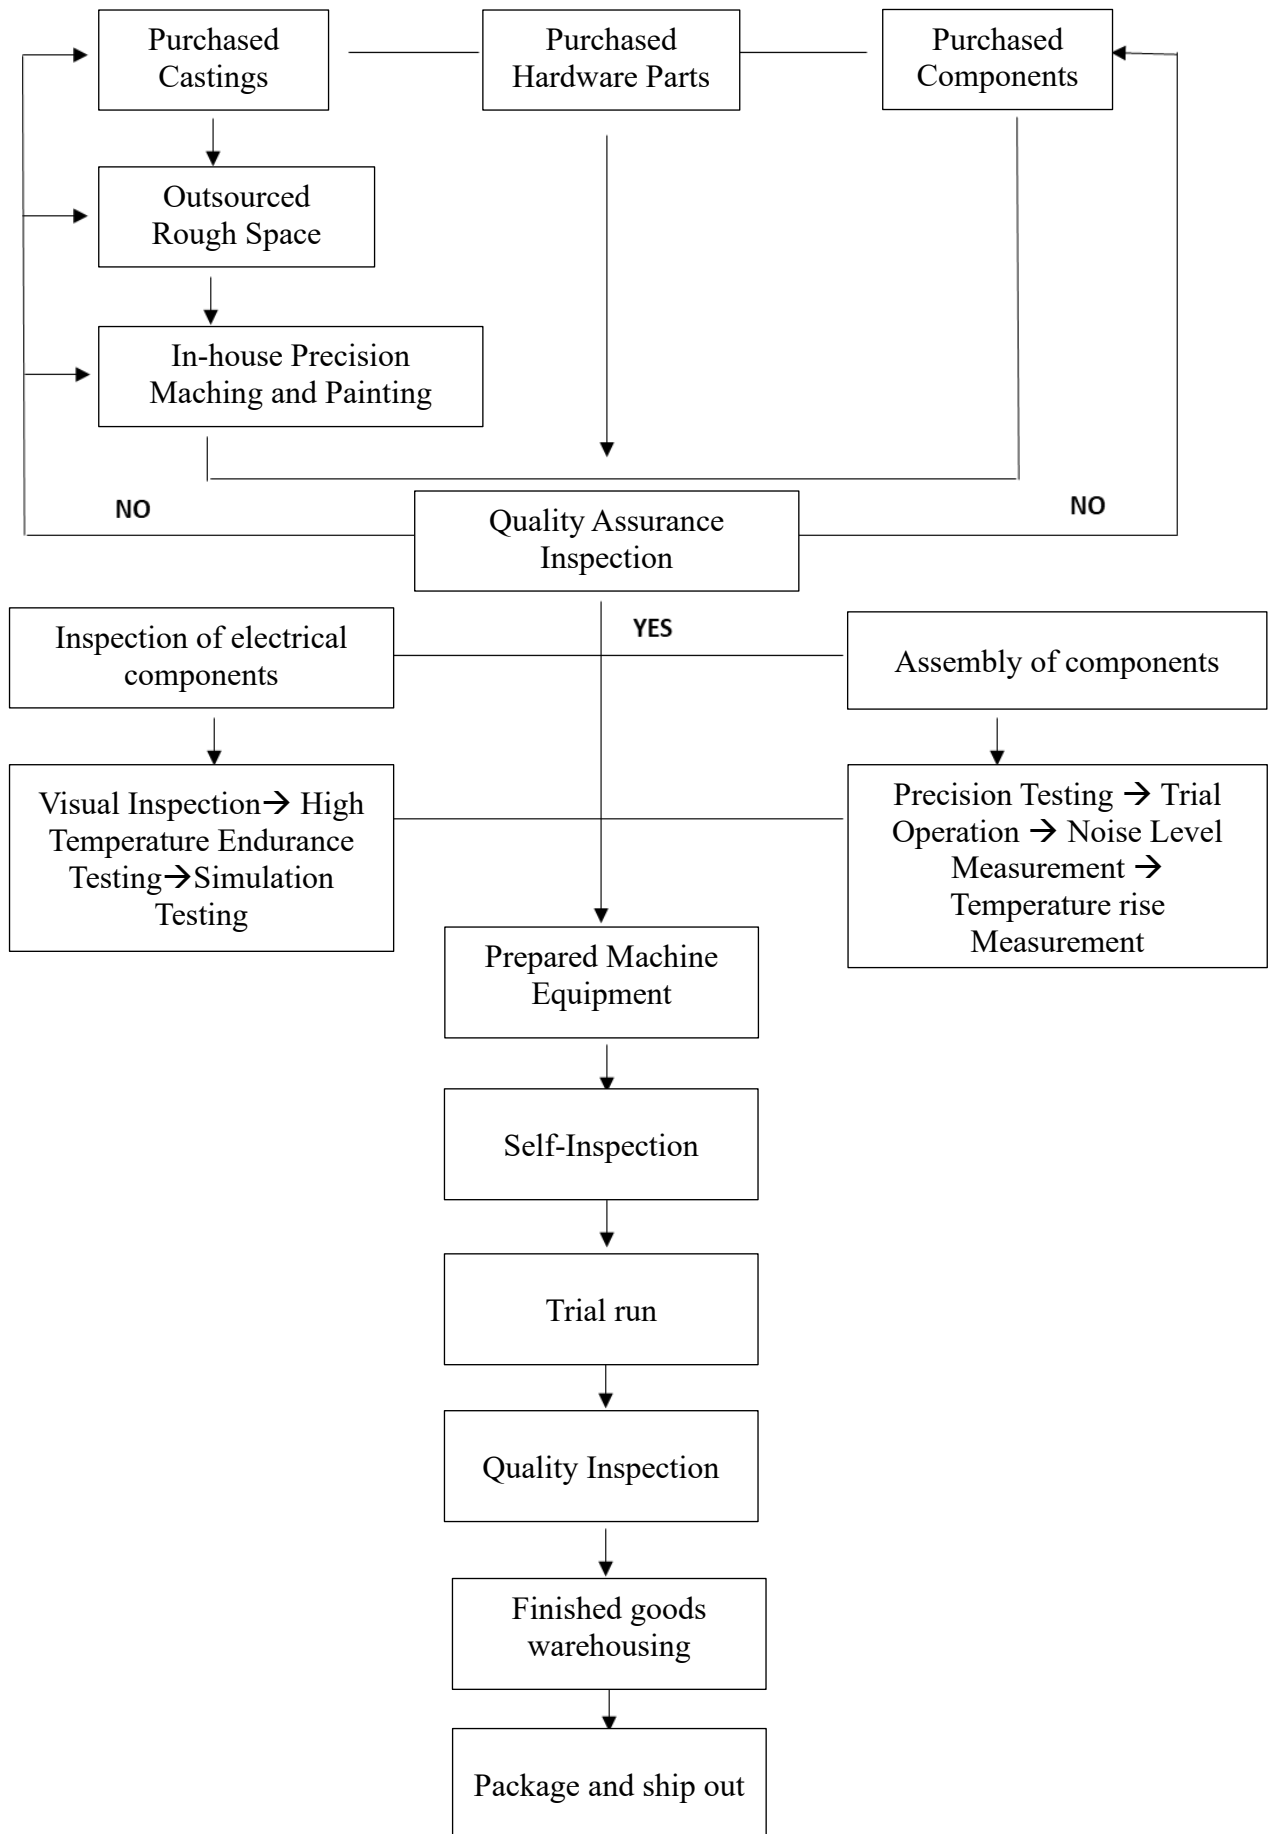 Purchased
Castings
Purchased
Hardware Parts
Purchased
Components
Outsourced
Rough Space
In-house Precision
Maching and Painting
NO
Quality Assurance
Inspection
NO
YES
Inspection of electrical
components
Assembly of components
Visual Inspection→ High
Temperature Endurance
Testing→Simulation
Testing
Precision Testing → Trial
Operation → Noise Level
Measurement →
Temperature rise
Measurement
Prepared Machine
Equipment
Self-Inspection
Trial run
Quality Inspection
Finished goods
warehousing
Package and ship out